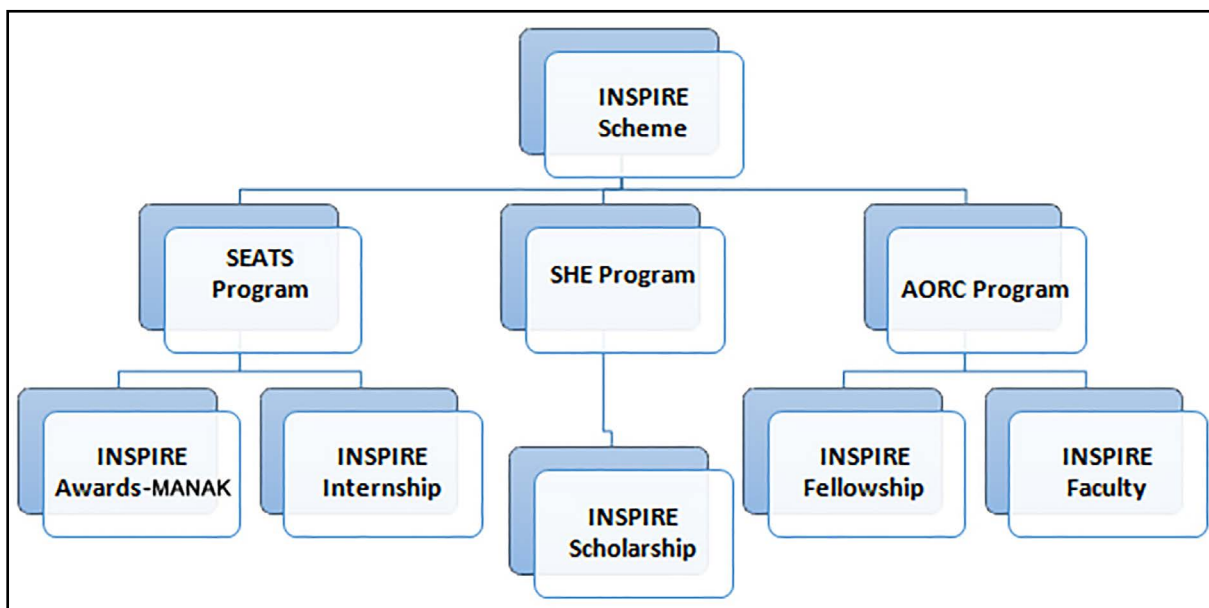 INSPIRE
Scheme
SEATS
Program
SHE Program
AORC Program
INSPIRE
Awards-MANAK
INSPIRE
Internship
INSPIRE
Scholarship
INSPIRE
Fellowship
INSPIRE
Faculty